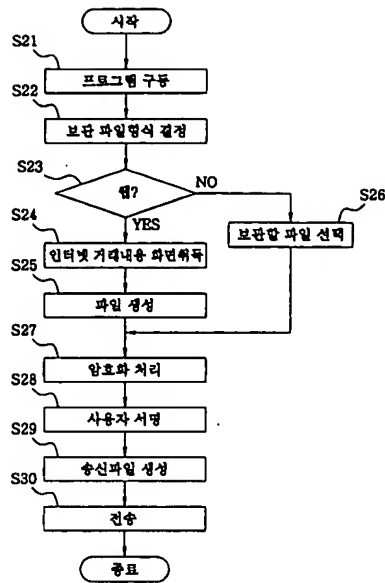 시작
S21
프로그램 구동
S22
보관 파일형식 결정
S23
웹?
NO
YES
S26
보관할 파일 선택
S24
인터넷 거래내용 화면취득
S25
파일 생성
S27
암호화 처리
S28
사용자 서명
S29
송신파일 생성
S30
전송
종료